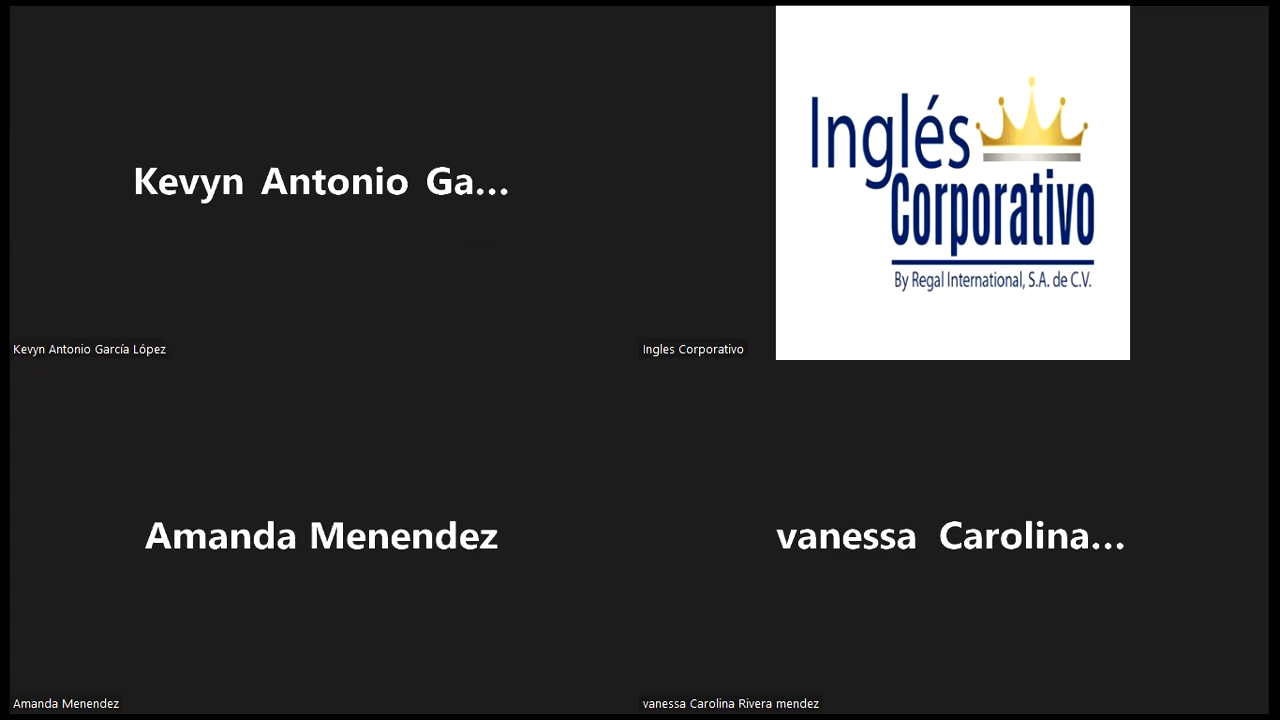 Kevyn Antonio Ga...
Kevyn Antonio García López
Inglés
Corporativo
By Regal International, S.A. de C.V.
Ingles Corporativo
Amanda Menendez
Amanda Menendez
vanessa Carolina...
vanessa Carolina Rivera mendez